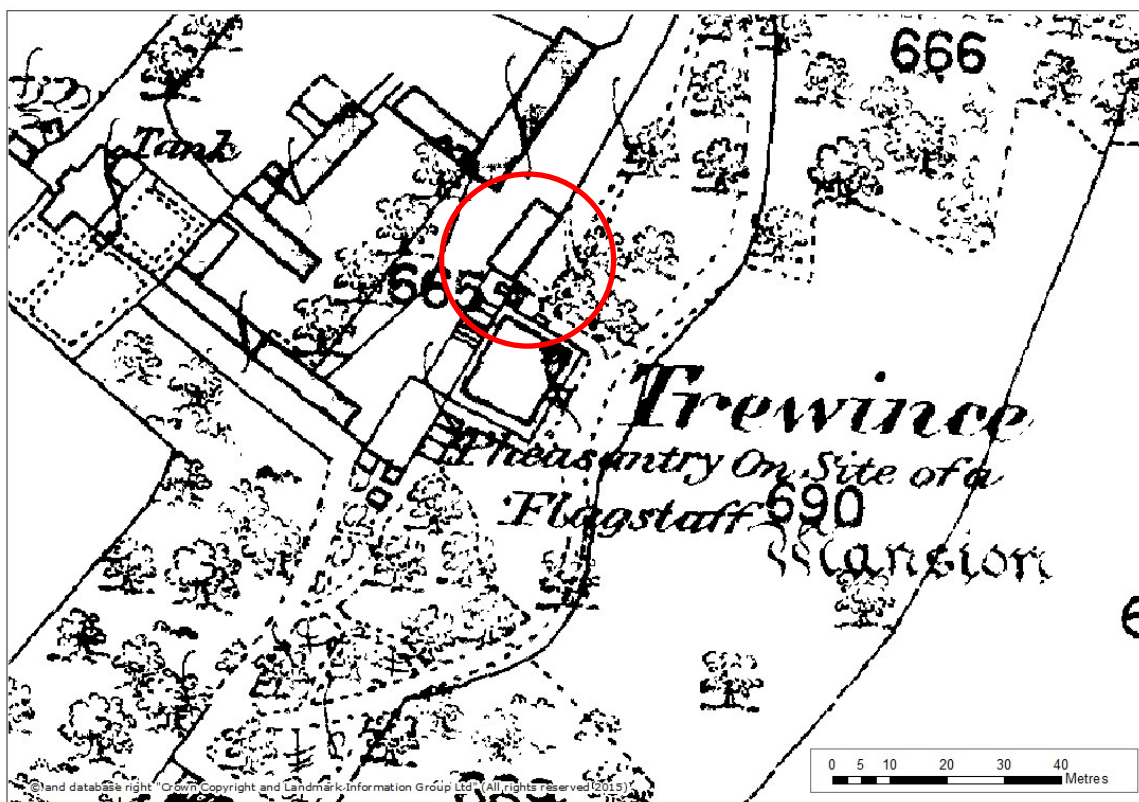 666
Tank
665
Trewince
Pheasantry On Site of a
Flagstaff 690
Mansion
6
0 5 10 20 30 40
Metres
© and database right "Crown Copyright and Landmark Information Group Ltd" (All rights reserved 2015)